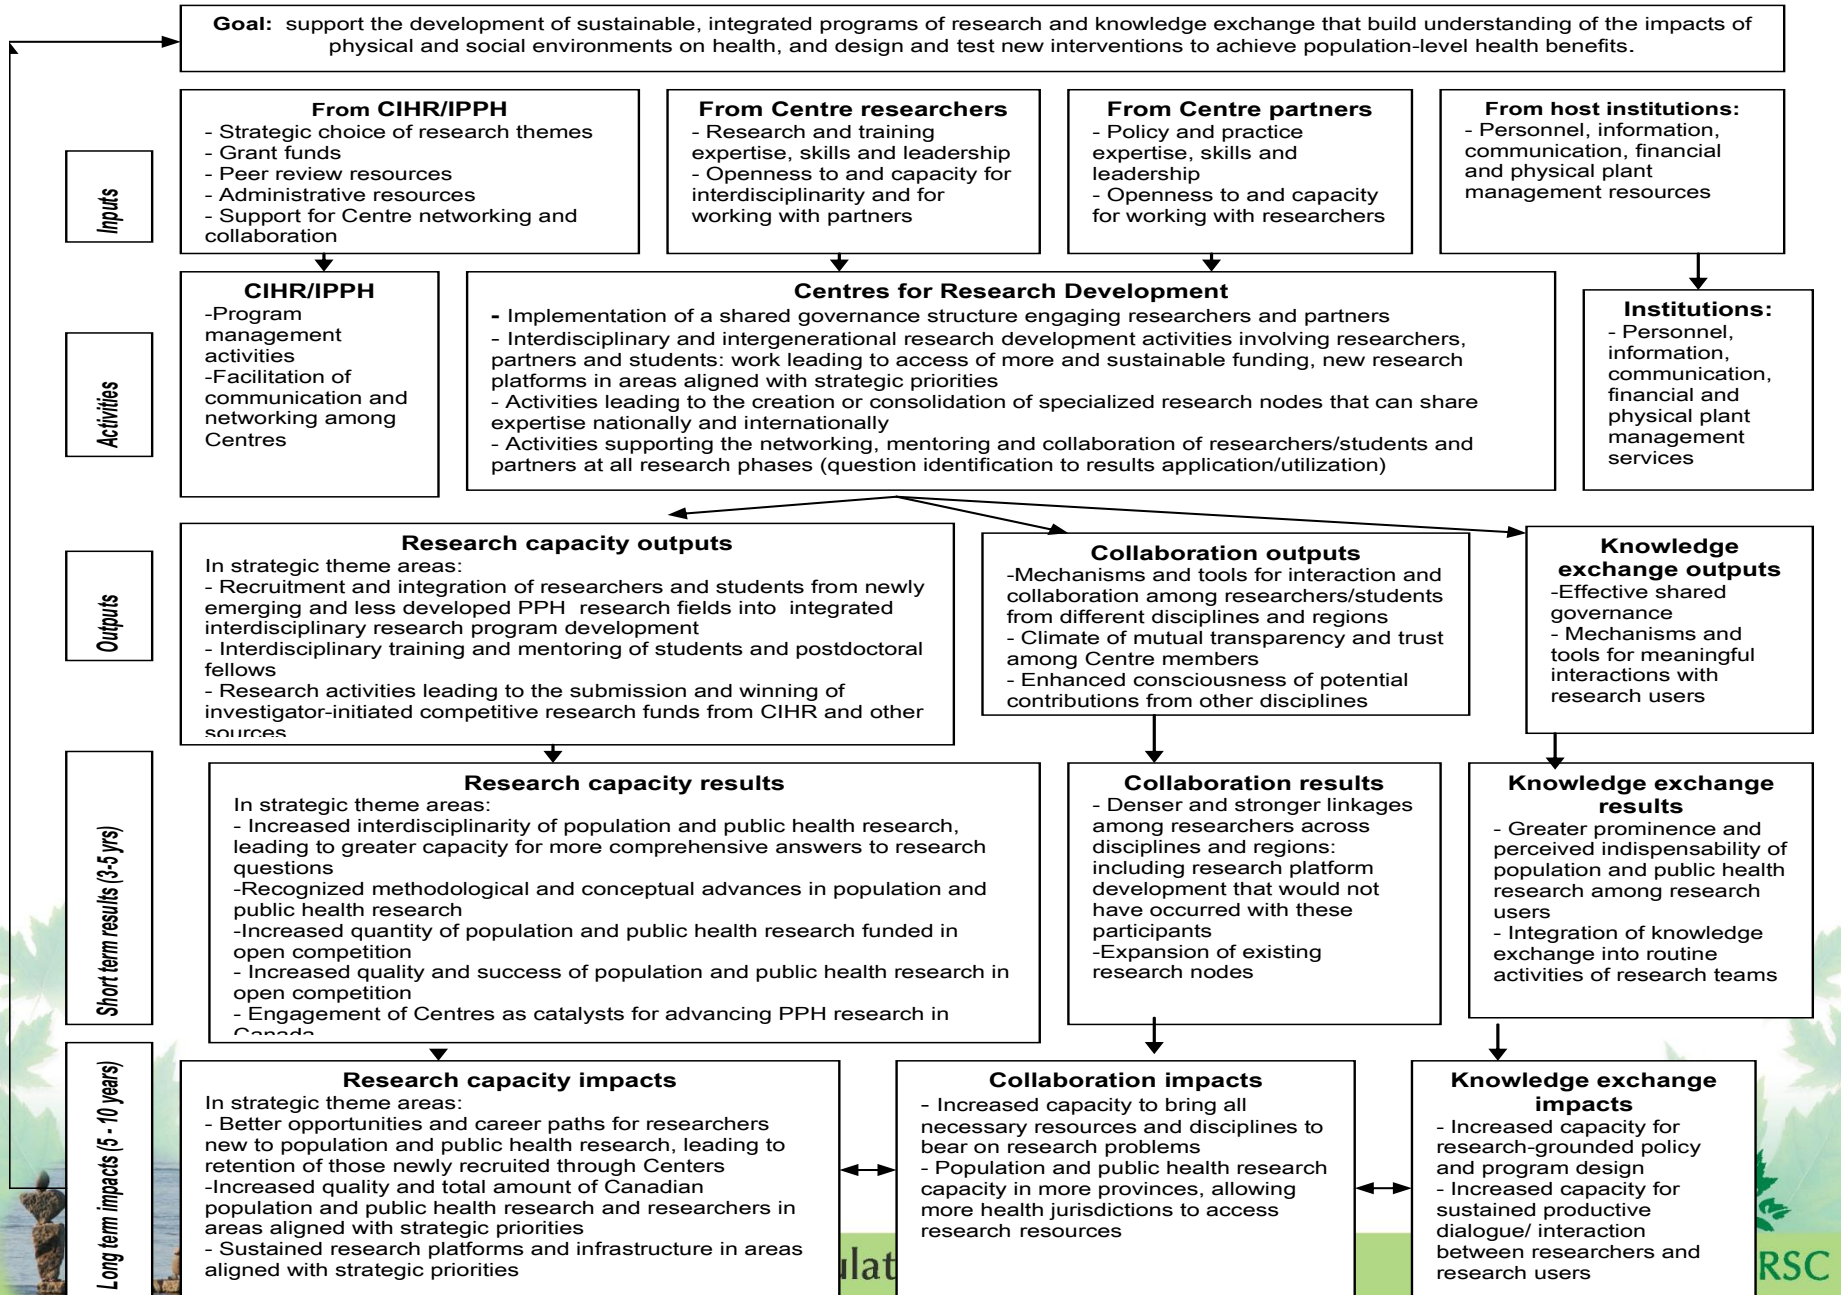 Goal: support the development of sustainable, integrated programs of research and knowledge exchange that build understanding of the impacts of
physical and social environments on health, and design and test new interventions to achieve population-level health benefits.
Inputs
From CIHR/IPPH
- Strategic choice of research themes
- Grant funds
- Peer review resources
- Administrative resources
- Support for Centre networking and
collaboration
From Centre researchers
- Research and training
expertise, skills and leadership
- Openness to and capacity for
interdisciplinarity and for
working with partners
From Centre partners
- Policy and practice
expertise, skills and
leadership
- Openness to and capacity
for working with researchers
From host institutions:
- Personnel, information,
communication, financial
and physical plant
management resources
Activities
CIHR/IPPH
-Program
management
activities
-Facilitation of
communication and
networking among
Centres
Centres for Research Development
- Implementation of a shared governance structure engaging researchers and partners
- Interdisciplinary and intergenerational research development activities involving researchers,
partners and students: work leading to access of more and sustainable funding, new research
platforms in areas aligned with strategic priorities
- Activities leading to the creation or consolidation of specialized research nodes that can share
expertise nationally and internationally
- Activities supporting the networking, mentoring and collaboration of researchers/students and
partners at all research phases (question identification to results application/utilization)
Institutions:
- Personnel,
information,
communication,
financial and
physical plant
management
services
Outputs
Research capacity outputs
In strategic theme areas:
- Recruitment and integration of researchers and students from newly
emerging and less developed PPH research fields into integrated
interdisciplinary research program development
- Interdisciplinary training and mentoring of students and postdoctoral
fellows
- Research activities leading to the submission and winning of
investigator-initiated competitive research funds from CIHR and other
sources
Collaboration outputs
-Mechanisms and tools for interaction and
collaboration among researchers/students
from different disciplines and regions
- Climate of mutual transparency and trust
among Centre members
- Enhanced consciousness of potential
contributions from other disciplines
Knowledge
exchange outputs
-Effective shared
governance
- Mechanisms and
tools for meaningful
interactions with
research users
Short term results (3-5 yrs)
Research capacity results
In strategic theme areas:
- Increased interdisciplinarity of population and public health research,
leading to greater capacity for more comprehensive answers to research
questions
-Recognized methodological and conceptual advances in population and
public health research
-Increased quantity of population and public health research funded in
open competition
- Increased quality and success of population and public health research in
open competition
- Engagement of Centres as catalysts for advancing PPH research in
Canada
Collaboration results
- Denser and stronger linkages
among researchers across
disciplines and regions:
including research platform
development that would not
have occurred with these
participants
-Expansion of existing
research nodes
Knowledge exchange
results
- Greater prominence and
perceived indispensability of
population and public health
research among research
users
- Integration of knowledge
exchange into routine
activities of research teams
Long term impacts (5 - 10 years)
Research capacity impacts
In strategic theme areas:
- Better opportunities and career paths for researchers
new to population and public health research, leading to
retention of those newly recruited through Centers
-Increased quality and total amount of Canadian
population and public health research and researchers in
areas aligned with strategic priorities
- Sustained research platforms and infrastructure in areas
aligned with strategic priorities
Collaboration impacts
- Increased capacity to bring all
necessary resources and disciplines to
bear on research problems
- Population and public health research
capacity in more provinces, allowing
more health jurisdictions to access
research resources
Knowledge exchange
impacts
- Increased capacity for
research-grounded policy
and program design
- Increased capacity for
sustained productive
dialogue/ interaction
between researchers and
research users
ulat
RSC